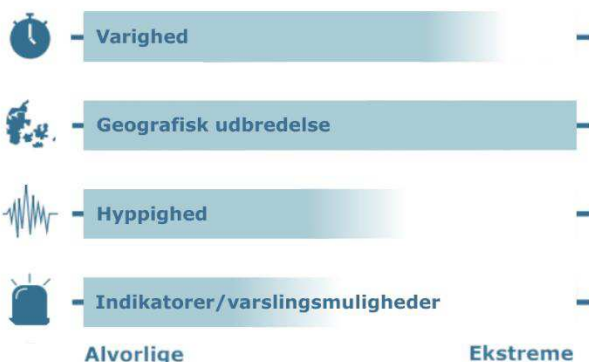 Varighed
Geografisk udbredelse
Hyppighed
Indikatorer/varslingsmuligheder
Alvorlige
Ekstreme